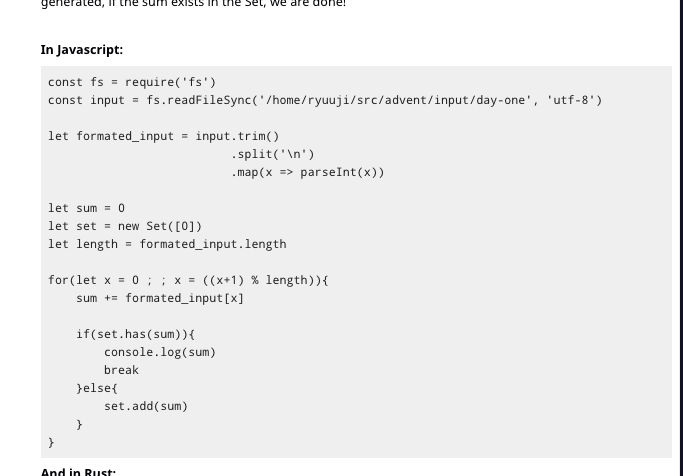 generated, if the sum exists in the Set, we are done!
In Javascript:
const fs = require('fs')
const input = fs.readFileSync('/home/ryuuji/src/advent/input/day-one', 'utf-8')
let formated_input = input.trim()
.split('\n')
.map(x => parseInt(x))
let sum = 0
let set = new Set([0])
let length = formated_input.length
for(let x = 0 ; ; x = ((x+1) % length)){
sum += formated_input[x]
if(set.has(sum)){
console.log(sum)
break
}else{
set.add(sum)
}
}
And in Rust: